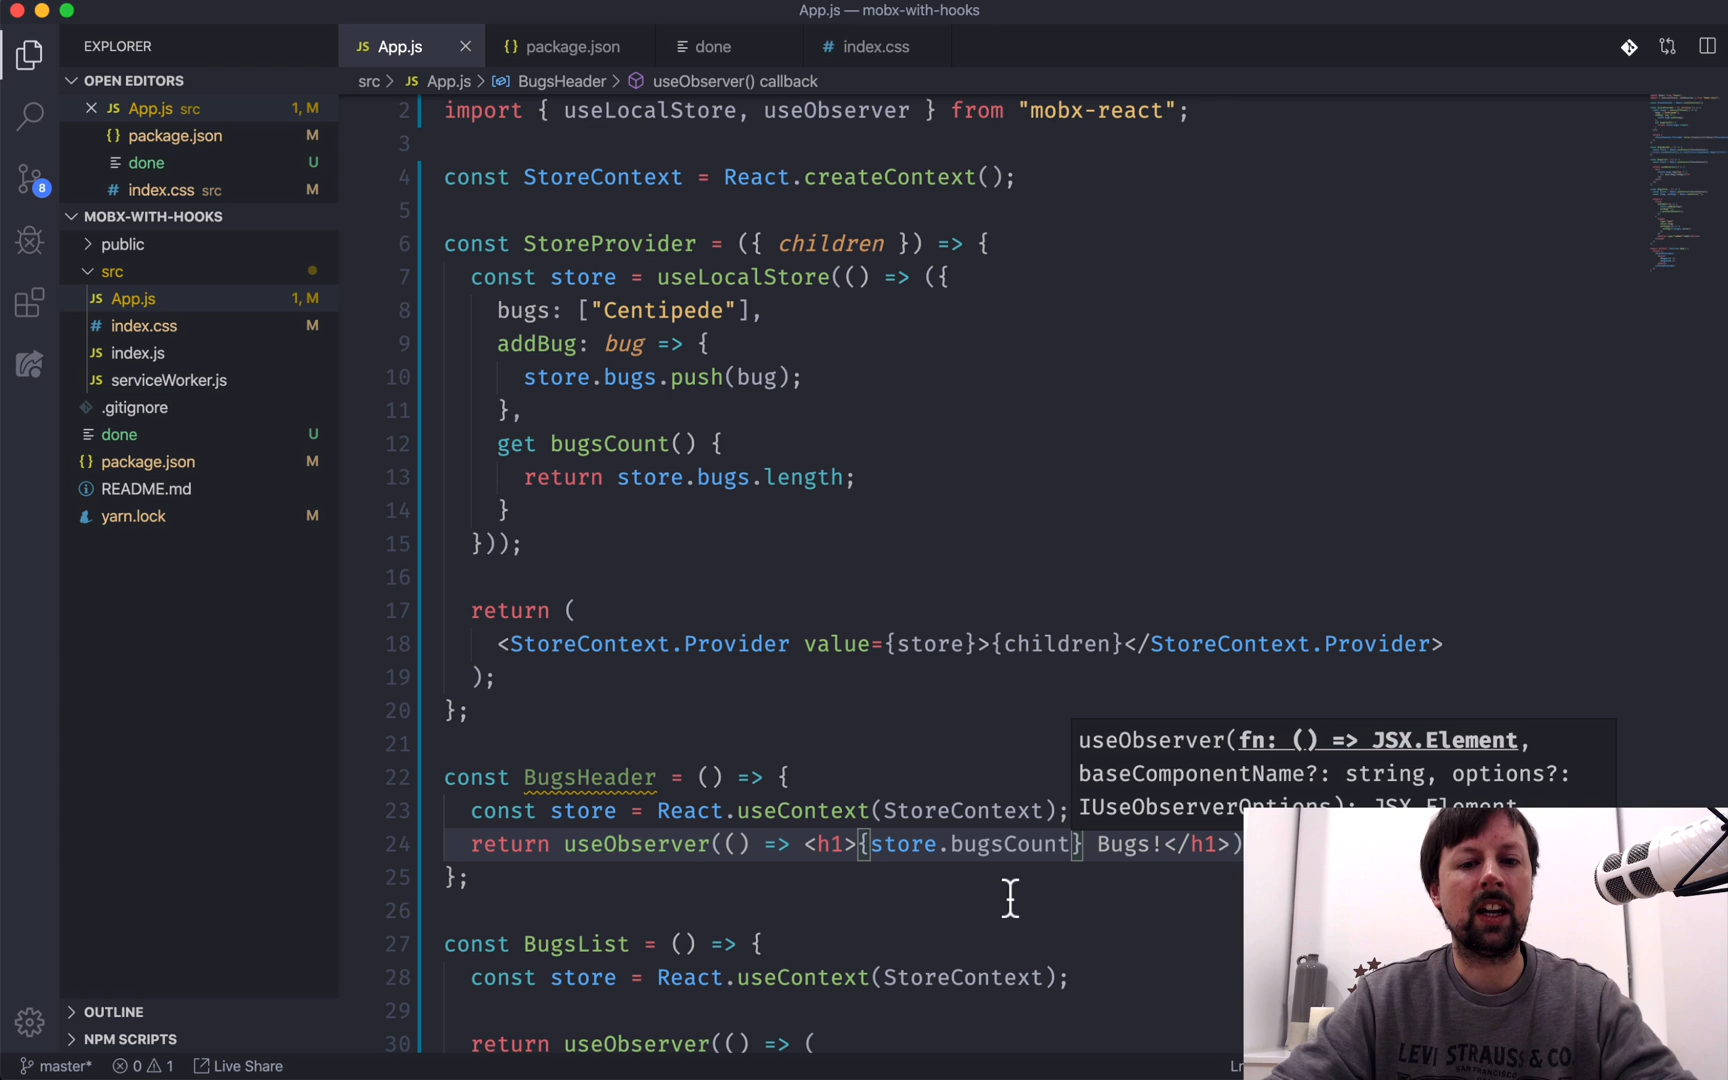 App.js — mobx-with-hooks
EXPLORER
JS App.js
{} package.json
done
# index.css
OPEN EDITORS
src > JS App.js > BugsHeader > useObserver() callback
JS App.js src 1, M
{} package.json M
done U
# index.css src M
MOBX-WITH-HOOKS
public
src
JS App.js 1, M
# index.css M
JS index.js
JS serviceWorker.js
.gitignore
done U
{} package.json M
README.md
yarn.lock M
8
2 import { useLocalStore, useObserver } from "mobx-react";
3
4 const StoreContext = React.createContext();
5
6 const StoreProvider = ({ children }) => {
7 const store = useLocalStore(() => ({
8 bugs: ["Centipede"],
9 addBug: bug => {
10 store.bugs.push(bug);
11 },
12 get bugsCount() {
13 return store.bugs.length;
14 }
15 }));
16
17 return (
18 <StoreContext.Provider value={store}>{children}</StoreContext.Provider>
19 );
20 };
21
22 const BugsHeader = () => {
23 const store = React.useContext(StoreContext);
24 return useObserver(() => <h1>{store.bugsCount} Bugs!</h1>)
25 };
26
27 const BugsList = () => {
28 const store = React.useContext(StoreContext);
29
30 return useObserver(() => (
useObserver(fn: () => JSX.Element,
baseComponentName?: string, options?:
IUseObserverOptions): JSX.Element
OUTLINE
NPM SCRIPTS
master* 0 1 Live Share
LEVI STRAUSS & CO.